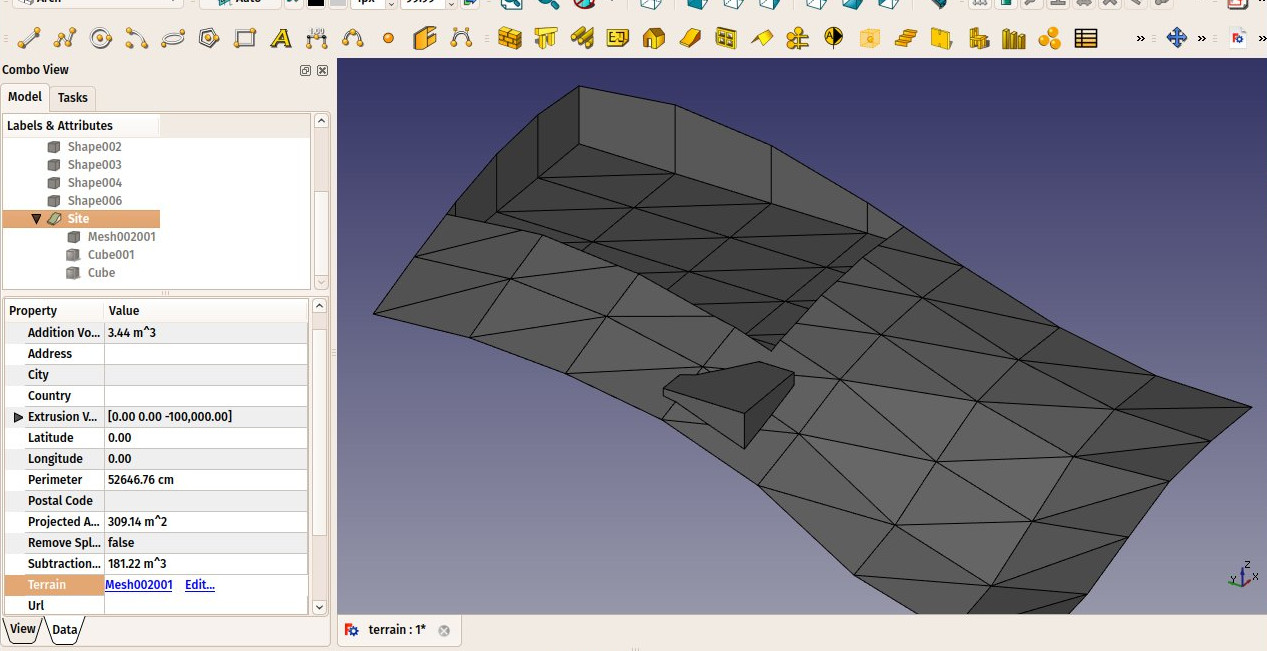 Arch
Auto
1px
99.99
Combo View
Model
Tasks
Labels & Attributes
Shape002
Shape003
Shape004
Shape006
Site
Mesh002001
Cube001
Cube
Property
Value
Addition Vo...
3.44 m^3
Address
City
Country
Extrusion V...
[0.00 0.00 -100,000.00]
Latitude
0.00
Longitude
0.00
Perimeter
52646.76 cm
Postal Code
Projected A...
309.14 m^2
Remove Spl...
false
Subtraction...
181.22 m^3
Terrain
Mesh002001 Edit...
Url
View
Data
terrain : 1*
Z
Y
X